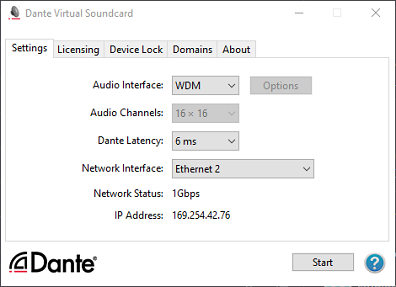 Dante Virtual Soundcard
Settings Licensing Device Lock Domains About
Audio Interface: WDM Options
Audio Channels: 16 × 16
Dante Latency: 6 ms
Network Interface: Ethernet 2
Network Status: 1Gbps
IP Address: 169.254.42.76
Dante® Start ?